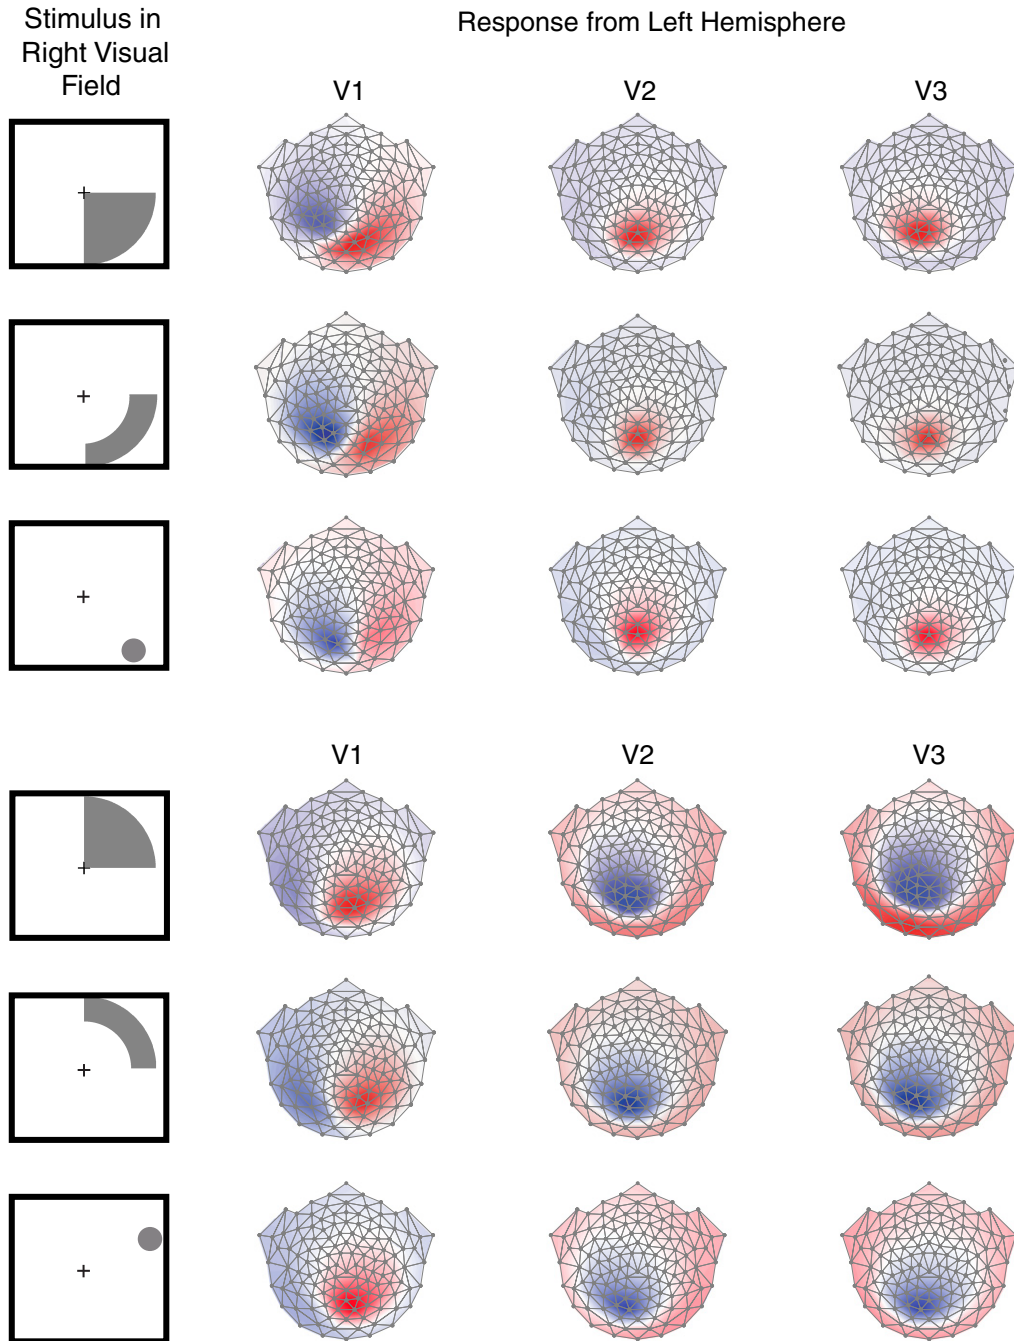 Stimulus in
Right Visual
Field
Response from Left Hemisphere
V1 V2 V3
V1 V2 V3